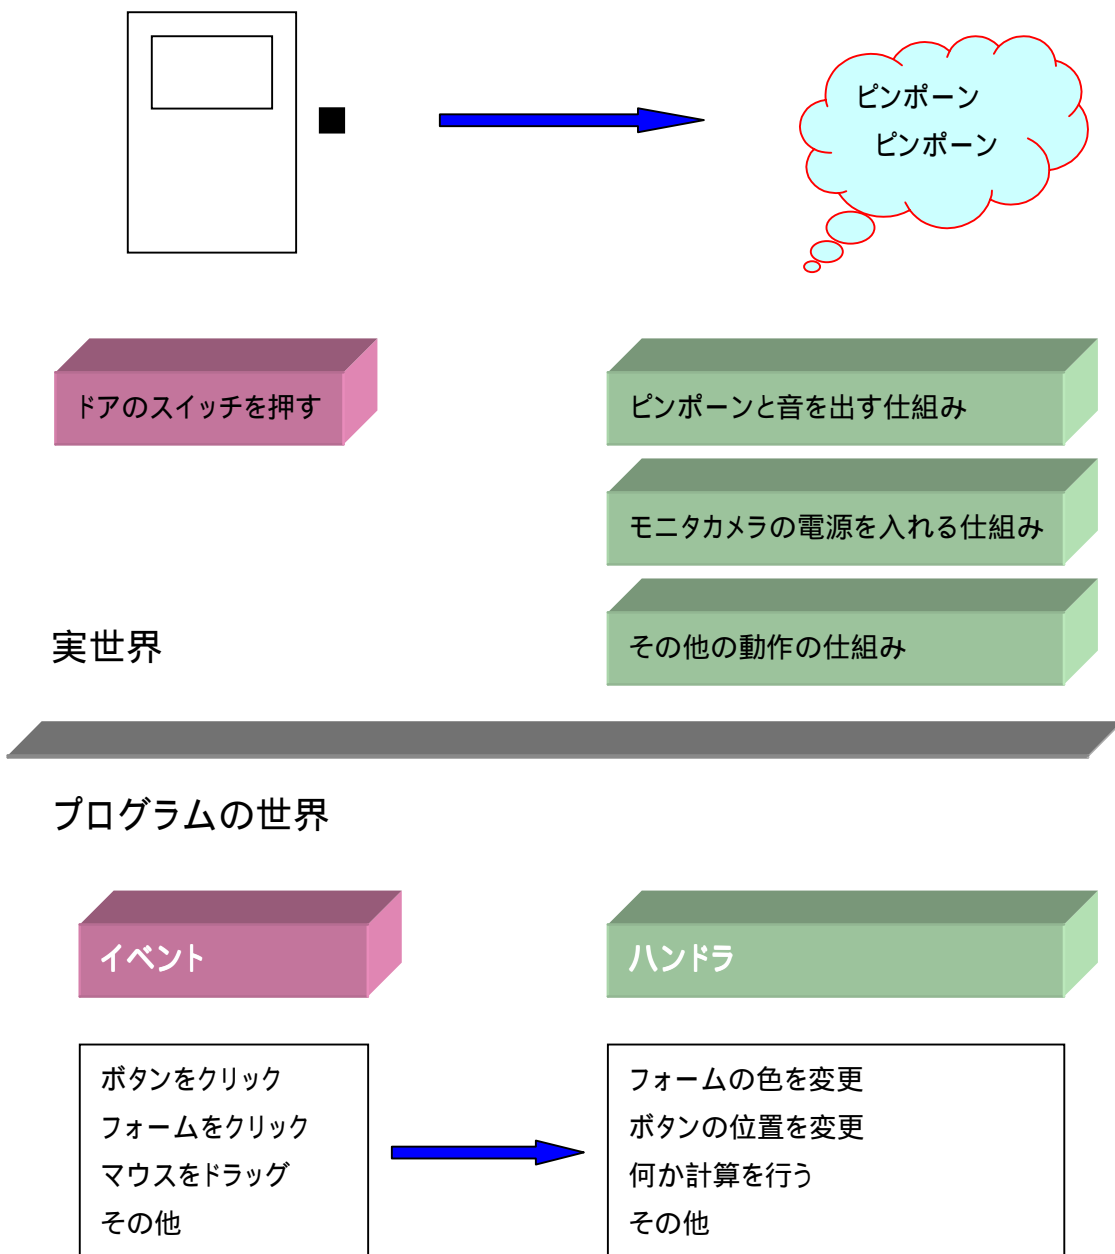 ピンポーン
ピンポーン
ドアのスイッチを押す
ピンポーンと音を出す仕組み
モニタカメラの電源を入れる仕組み
その他の動作の仕組み
実世界
プログラムの世界
イベント
ハンドラ
ボタンをクリック
フォームをクリック
マウスをドラッグ
その他
フォームの色を変更
ボタンの位置を変更
何か計算を行う
その他